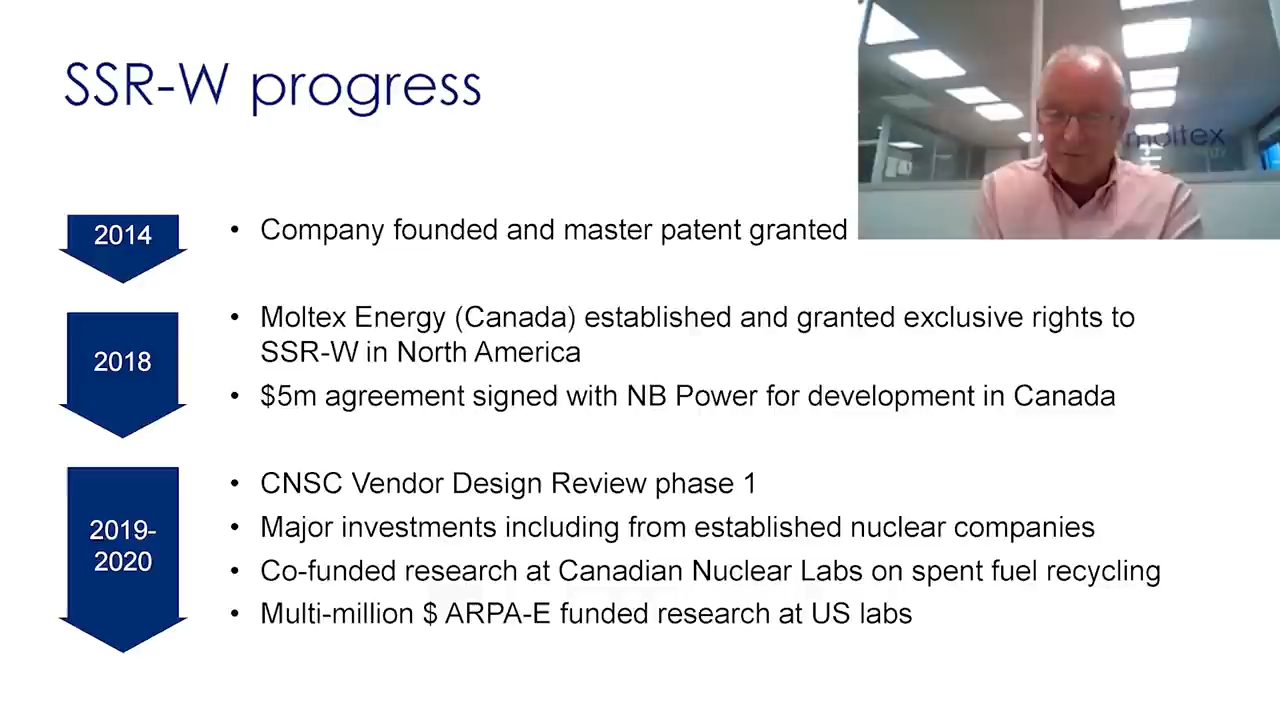 SSR-W progress
moltex
2014
• Company founded and master patent granted
2018
• Moltex Energy (Canada) established and granted exclusive rights to
SSR-W in North America
• $5m agreement signed with NB Power for development in Canada
2019-
2020
• CNSC Vendor Design Review phase 1
• Major investments including from established nuclear companies
• Co-funded research at Canadian Nuclear Labs on spent fuel recycling
• Multi-million $ ARPA-E funded research at US labs